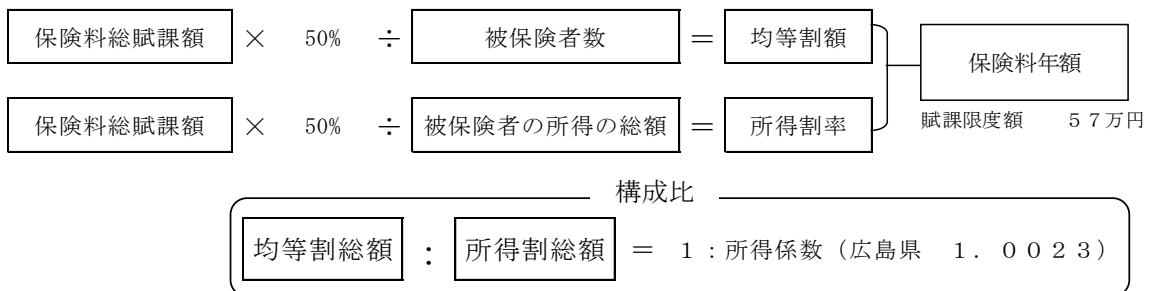 保険料総賦課額 × 50% ÷ 被保険者数 = 均等割額
保険料年額
保険料総賦課額 × 50% ÷ 被保険者の所得の総額 = 所得割率
賦課限度額 57万円
構成比
均等割総額 : 所得割総額 = 1:所得係数(広島県 1.0023)